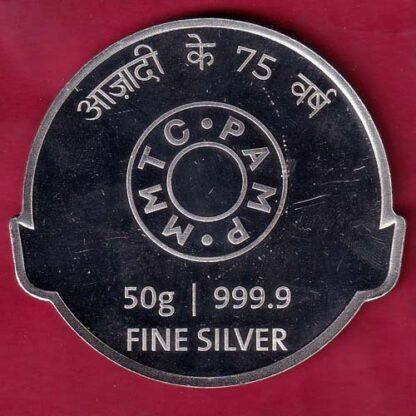 आज़ादी के 75 वर्ष
MMTC • PAMP •
50g | 999.9
FINE SILVER